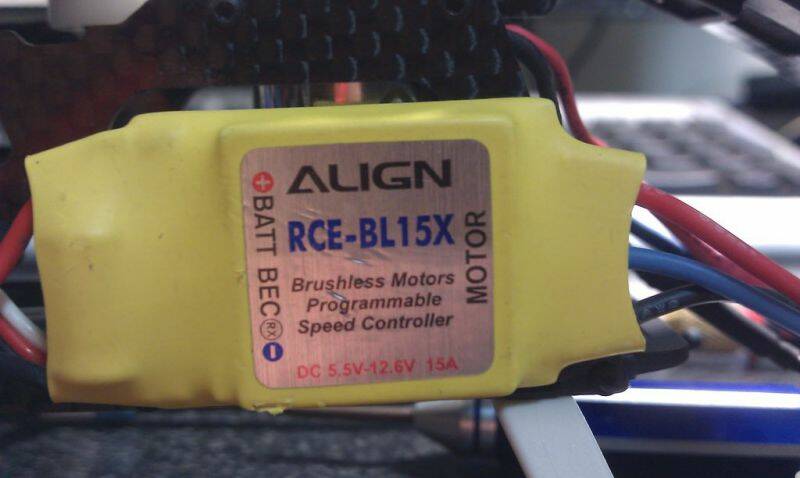 ALIGN
RCE-BL15X
Brushless Motors
Programmable
Speed Controller
DC 5.5V-12.6V 15A
+ BATT BEC RX -
MOTOR